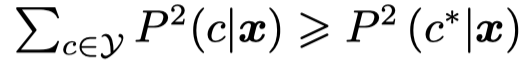 ∑_{c∈𝒴} P²(c|𝒙) ⩾ P² (c*|𝒙)